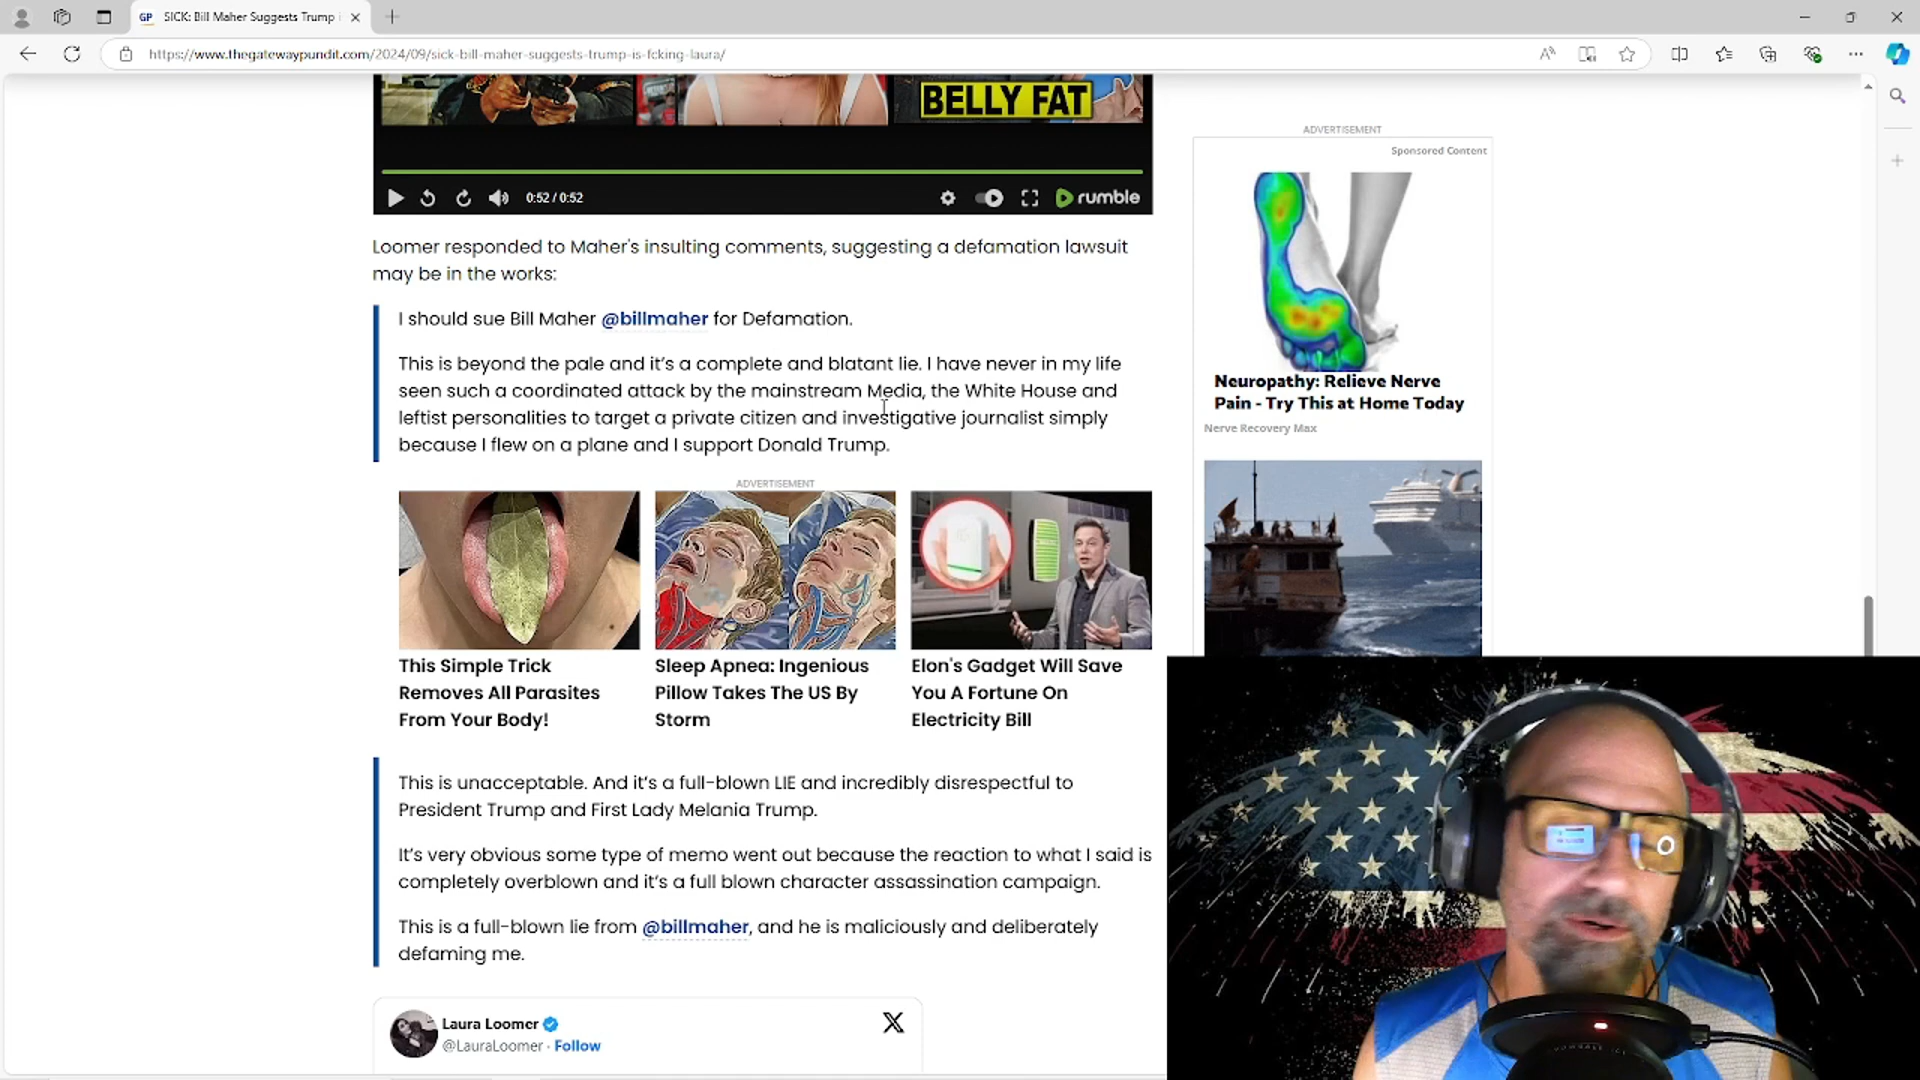 GP SICK: Bill Maher Suggests Trump i
https://www.thegatewaypundit.com/2024/09/sick-bill-maher-suggests-trump-is-fcking-laura/
BELLY FAT
0:52 / 0:52
rumble
Loomer responded to Maher's insulting comments, suggesting a defamation lawsuit
may be in the works:
I should sue Bill Maher @billmaher for Defamation.
This is beyond the pale and it's a complete and blatant lie. I have never in my life
seen such a coordinated attack by the mainstream Media, the White House and
leftist personalities to target a private citizen and investigative journalist simply
because I flew on a plane and I support Donald Trump.
ADVERTISEMENT
This Simple Trick
Removes All Parasites
From Your Body!
Sleep Apnea: Ingenious
Pillow Takes The US By
Storm
Elon's Gadget Will Save
You A Fortune On
Electricity Bill
This is unacceptable. And it's a full-blown LIE and incredibly disrespectful to
President Trump and First Lady Melania Trump.
It's very obvious some type of memo went out because the reaction to what I said is
completely overblown and it's a full blown character assassination campaign.
This is a full-blown lie from @billmaher, and he is maliciously and deliberately
defaming me.
Laura Loomer
@LauraLoomer · Follow
X
ADVERTISEMENT
Sponsored Content
Neuropathy: Relieve Nerve
Pain - Try This at Home Today
Nerve Recovery Max